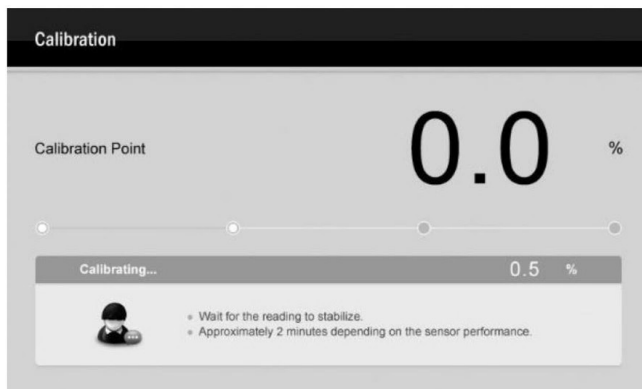 Calibration
Calibration Point 0.0 %
Calibrating... 0.5 %
Wait for the reading to stabilize.
Approximately 2 minutes depending on the sensor performance.